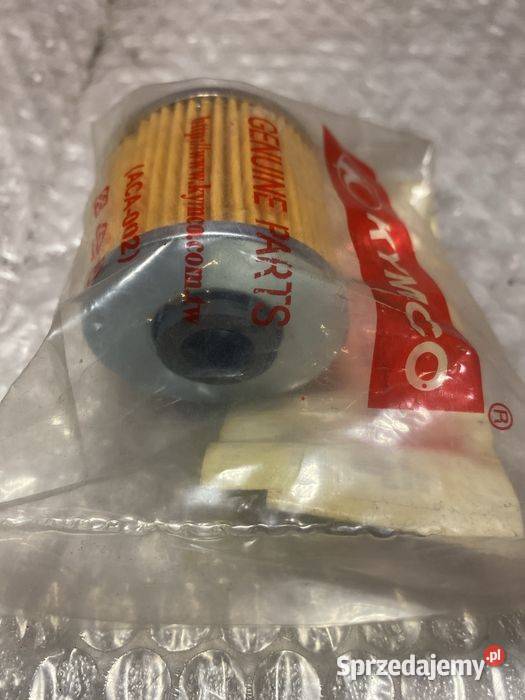 KYMCO
®
GENUINE PARTS
http://www.kymco.com.tw
(ACA-002)
Sprzedajemy.pl